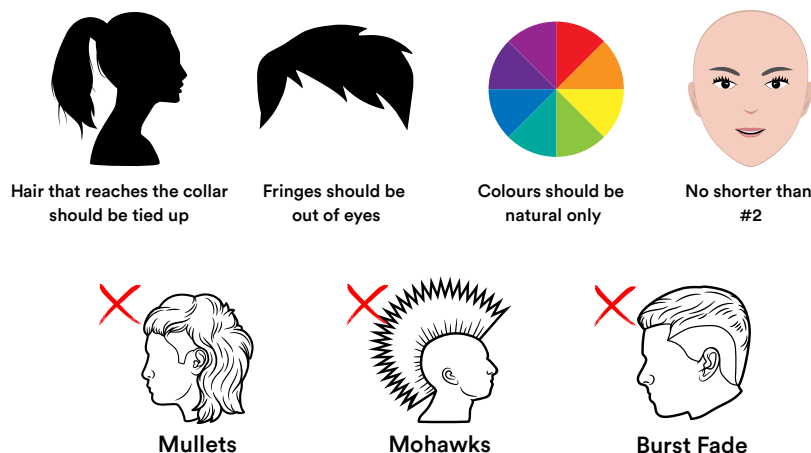 Hair that reaches the collar
should be tied up
Fringes should be
out of eyes
Colours should be
natural only
No shorter than
#2
Mullets
Mohawks
Burst Fade